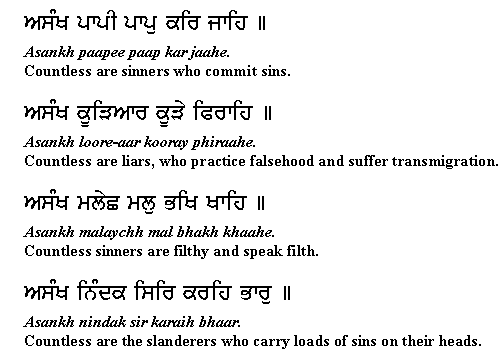 ਅਸੰਖ ਪਾਪੀ ਪਾਪੁ ਕਰਿ ਜਾਹਿ ॥
Asankh paapee paap kar jaahe.
Countless are sinners who commit sins.
ਅਸੰਖ ਕੂੜਿਆਰ ਕੂੜੇ ਫਿਰਾਹਿ ॥
Asankh loore-aar kooray phiraahe.
Countless are liars, who practice falsehood and suffer transmigration.
ਅਸੰਖ ਮਲੇਛ ਮਲੁ ਭਖਿ ਖਾਹਿ ॥
Asankh malaychh mal bhakh khaahe.
Countless sinners are filthy and speak filth.
ਅਸੰਖ ਨਿੰਦਕ ਸਿਰਿ ਕਰਹਿ ਭਾਰੁ ॥
Asankh nindak sir karaih bhaar.
Countless are the slanderers who carry loads of sins on their heads.